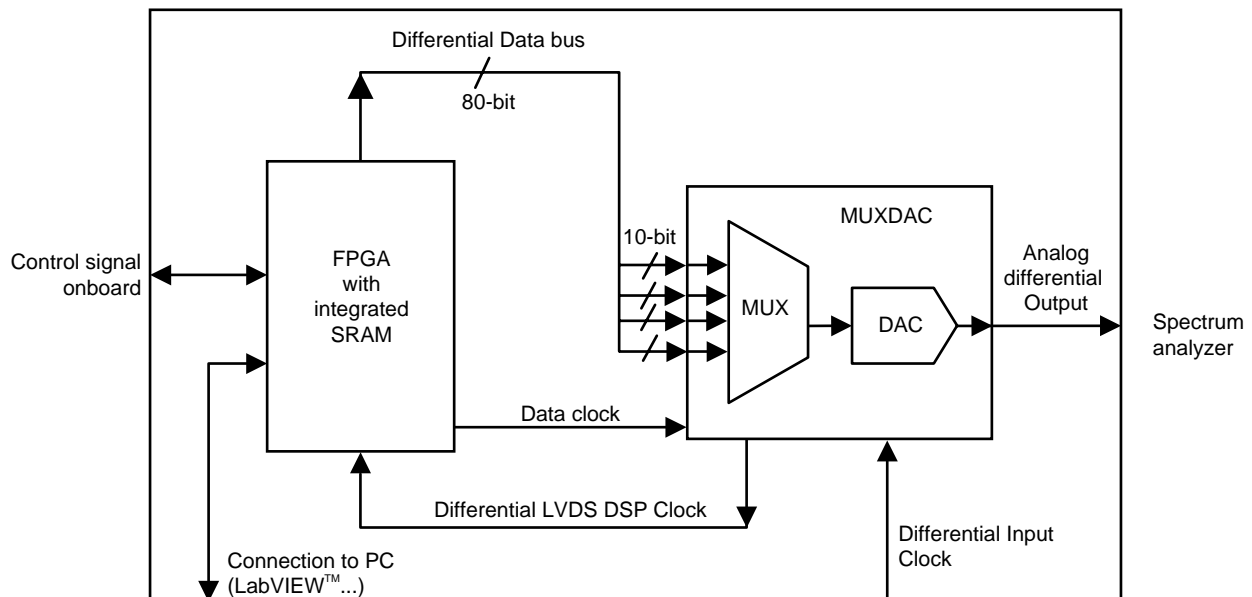 Differential Data bus
80-bit
MUXDAC
10-bit
Control signal
onboard
FPGA
with
integrated
SRAM
MUX
DAC
Analog
differential
Output
Spectrum
analyzer
Data clock
Differential LVDS DSP Clock
Differential Input
Clock
Connection to PC
(LabVIEW™...)